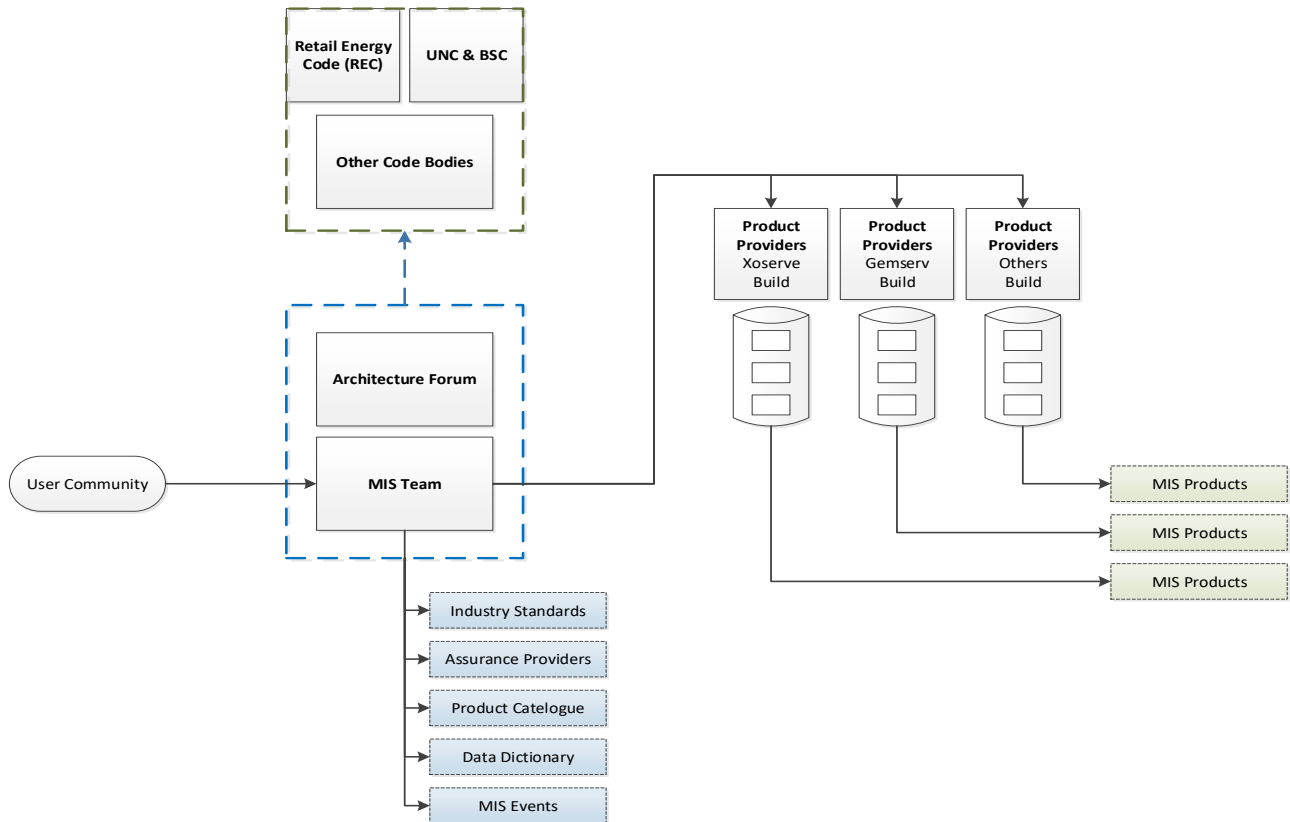 Retail Energy
Code (REC)
UNC & BSC
Other Code Bodies
Product
Providers
Xoserve
Build
Product
Providers
Gemserv
Build
Product
Providers
Others
Build
Architecture Forum
User Community
MIS Team
MIS Products
MIS Products
MIS Products
Industry Standards
Assurance Providers
Product Catelogue
Data Dictionary
MIS Events